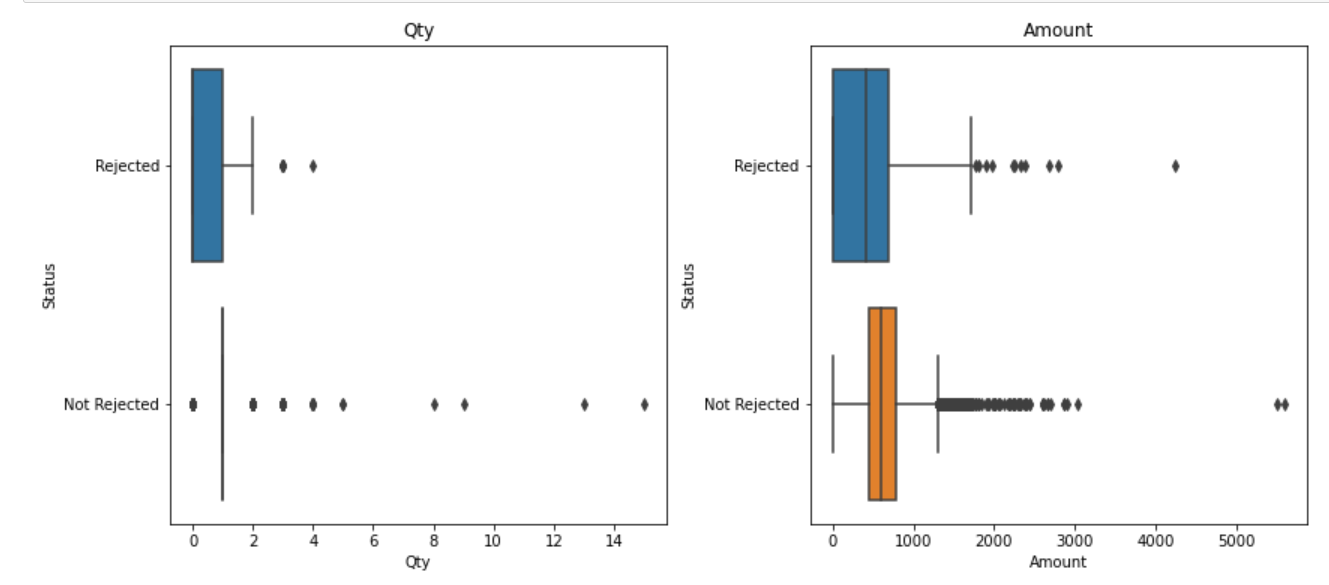 Qty
Status
Rejected
Not Rejected
0 2 4 6 8 10 12 14
Qty
Amount
Status
Rejected
Not Rejected
0 1000 2000 3000 4000 5000
Amount